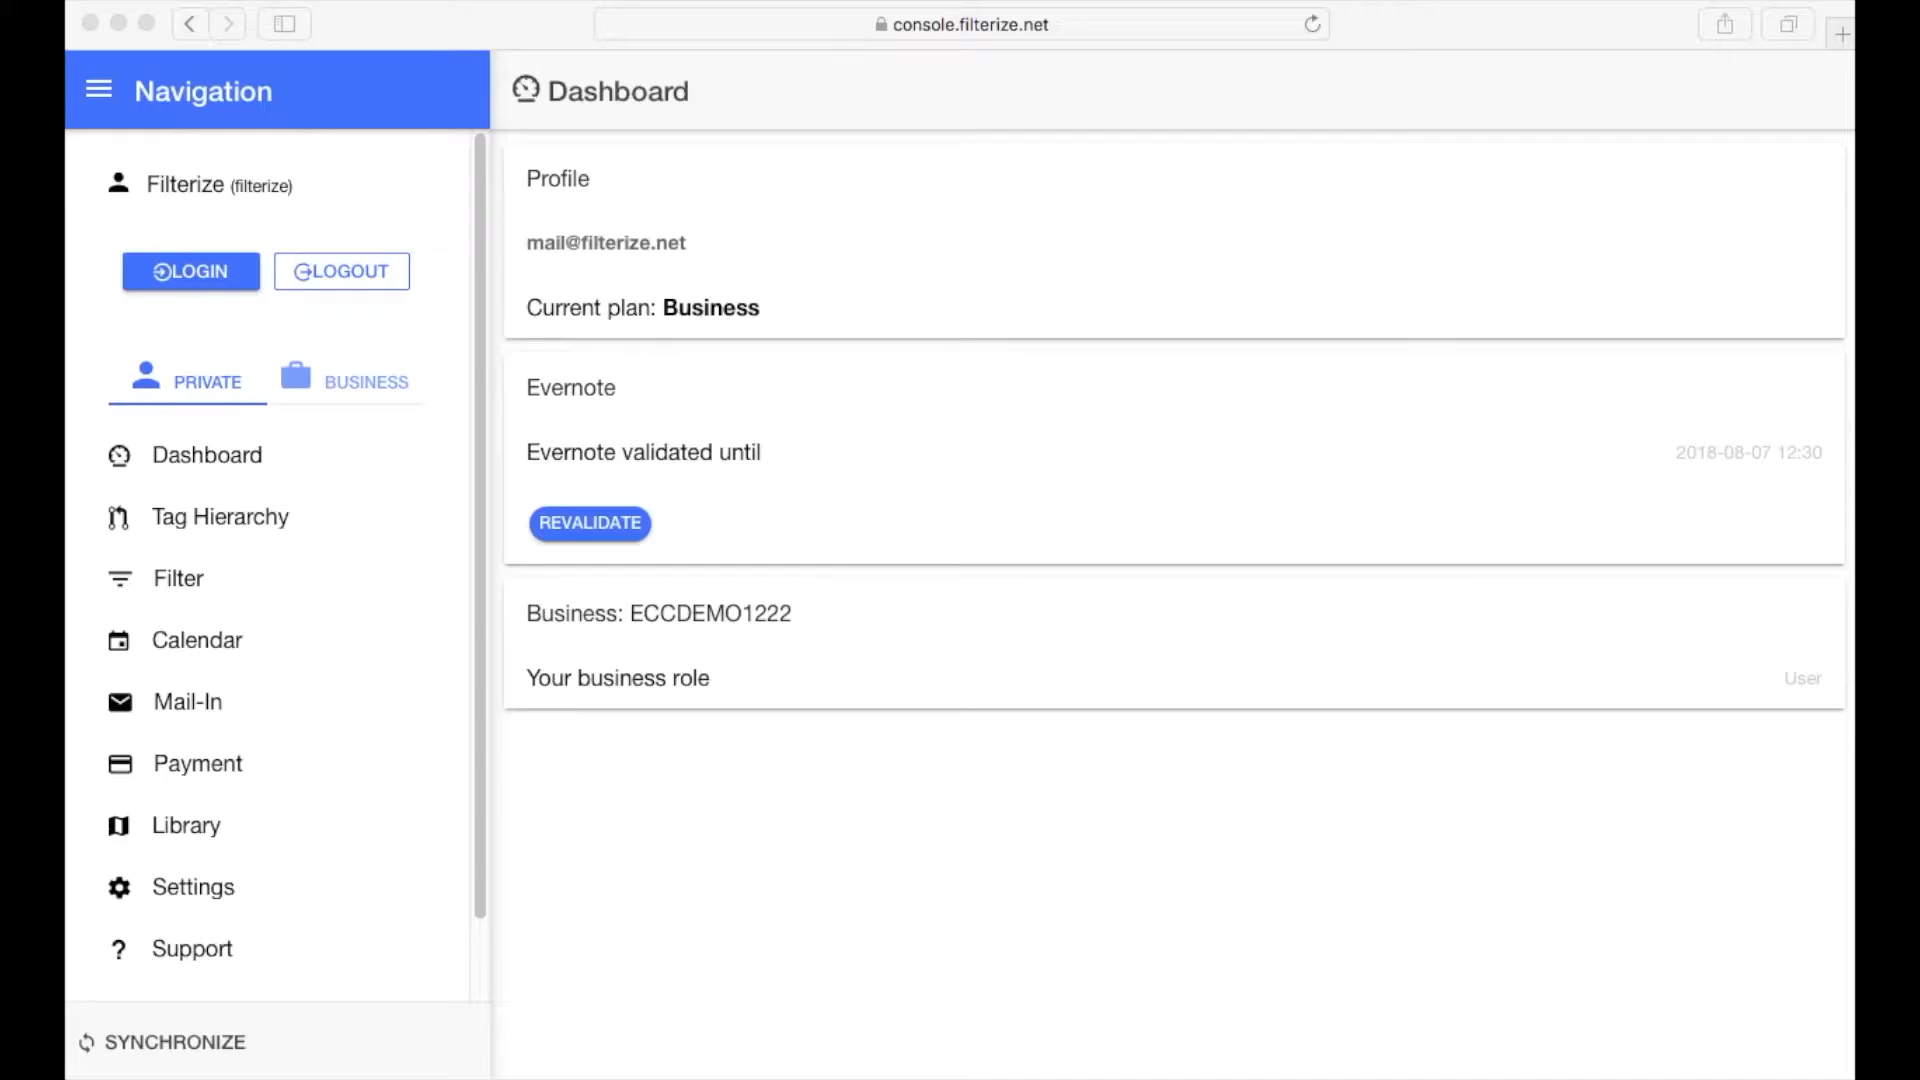 console.filterize.net
Navigation
Dashboard
Filterize (filterize)
LOGIN
LOGOUT
PRIVATE
BUSINESS
Dashboard
Tag Hierarchy
Filter
Calendar
Mail-In
Payment
Library
Settings
Support
SYNCHRONIZE
Profile
mail@filterize.net
Current plan: Business
Evernote
Evernote validated until 2018-08-07 12:30
REVALIDATE
Business: ECCDEMO1222
Your business role User